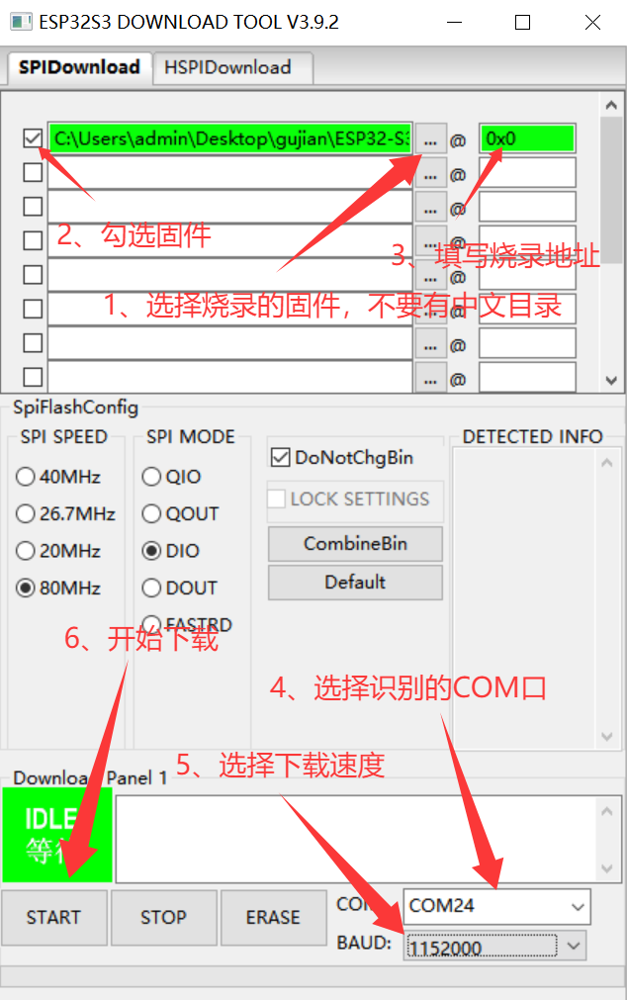 ESP32S3 DOWNLOAD TOOL V3.9.2
SPIDownload HSPIDownload
C:\Users\admin\Desktop\gujian\ESP32-S3 ... @ 0x0
... @
... @
2、勾选固件
... @
3、填写烧录地址
... @
1、选择烧录的固件，不要有中文目录
... @
... @
... @
SpiFlashConfig
SPI SPEED SPI MODE DETECTED INFO
40MHz QIO DoNotChgBin
26.7MHz QOUT LOCK SETTINGS
20MHz DIO CombineBin
80MHz DOUT Default
FASTRD
6、开始下载
4、选择识别的COM口
5、选择下载速度
Download Panel 1
IDLE
等待
START STOP ERASE
COM24
BAUD: 1152000